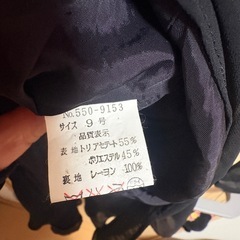 No.550-9153
サイズ 9号
品質表示
表地 トリアセテート 55%
ポリエステル 45%
裏地 レーヨン 100%